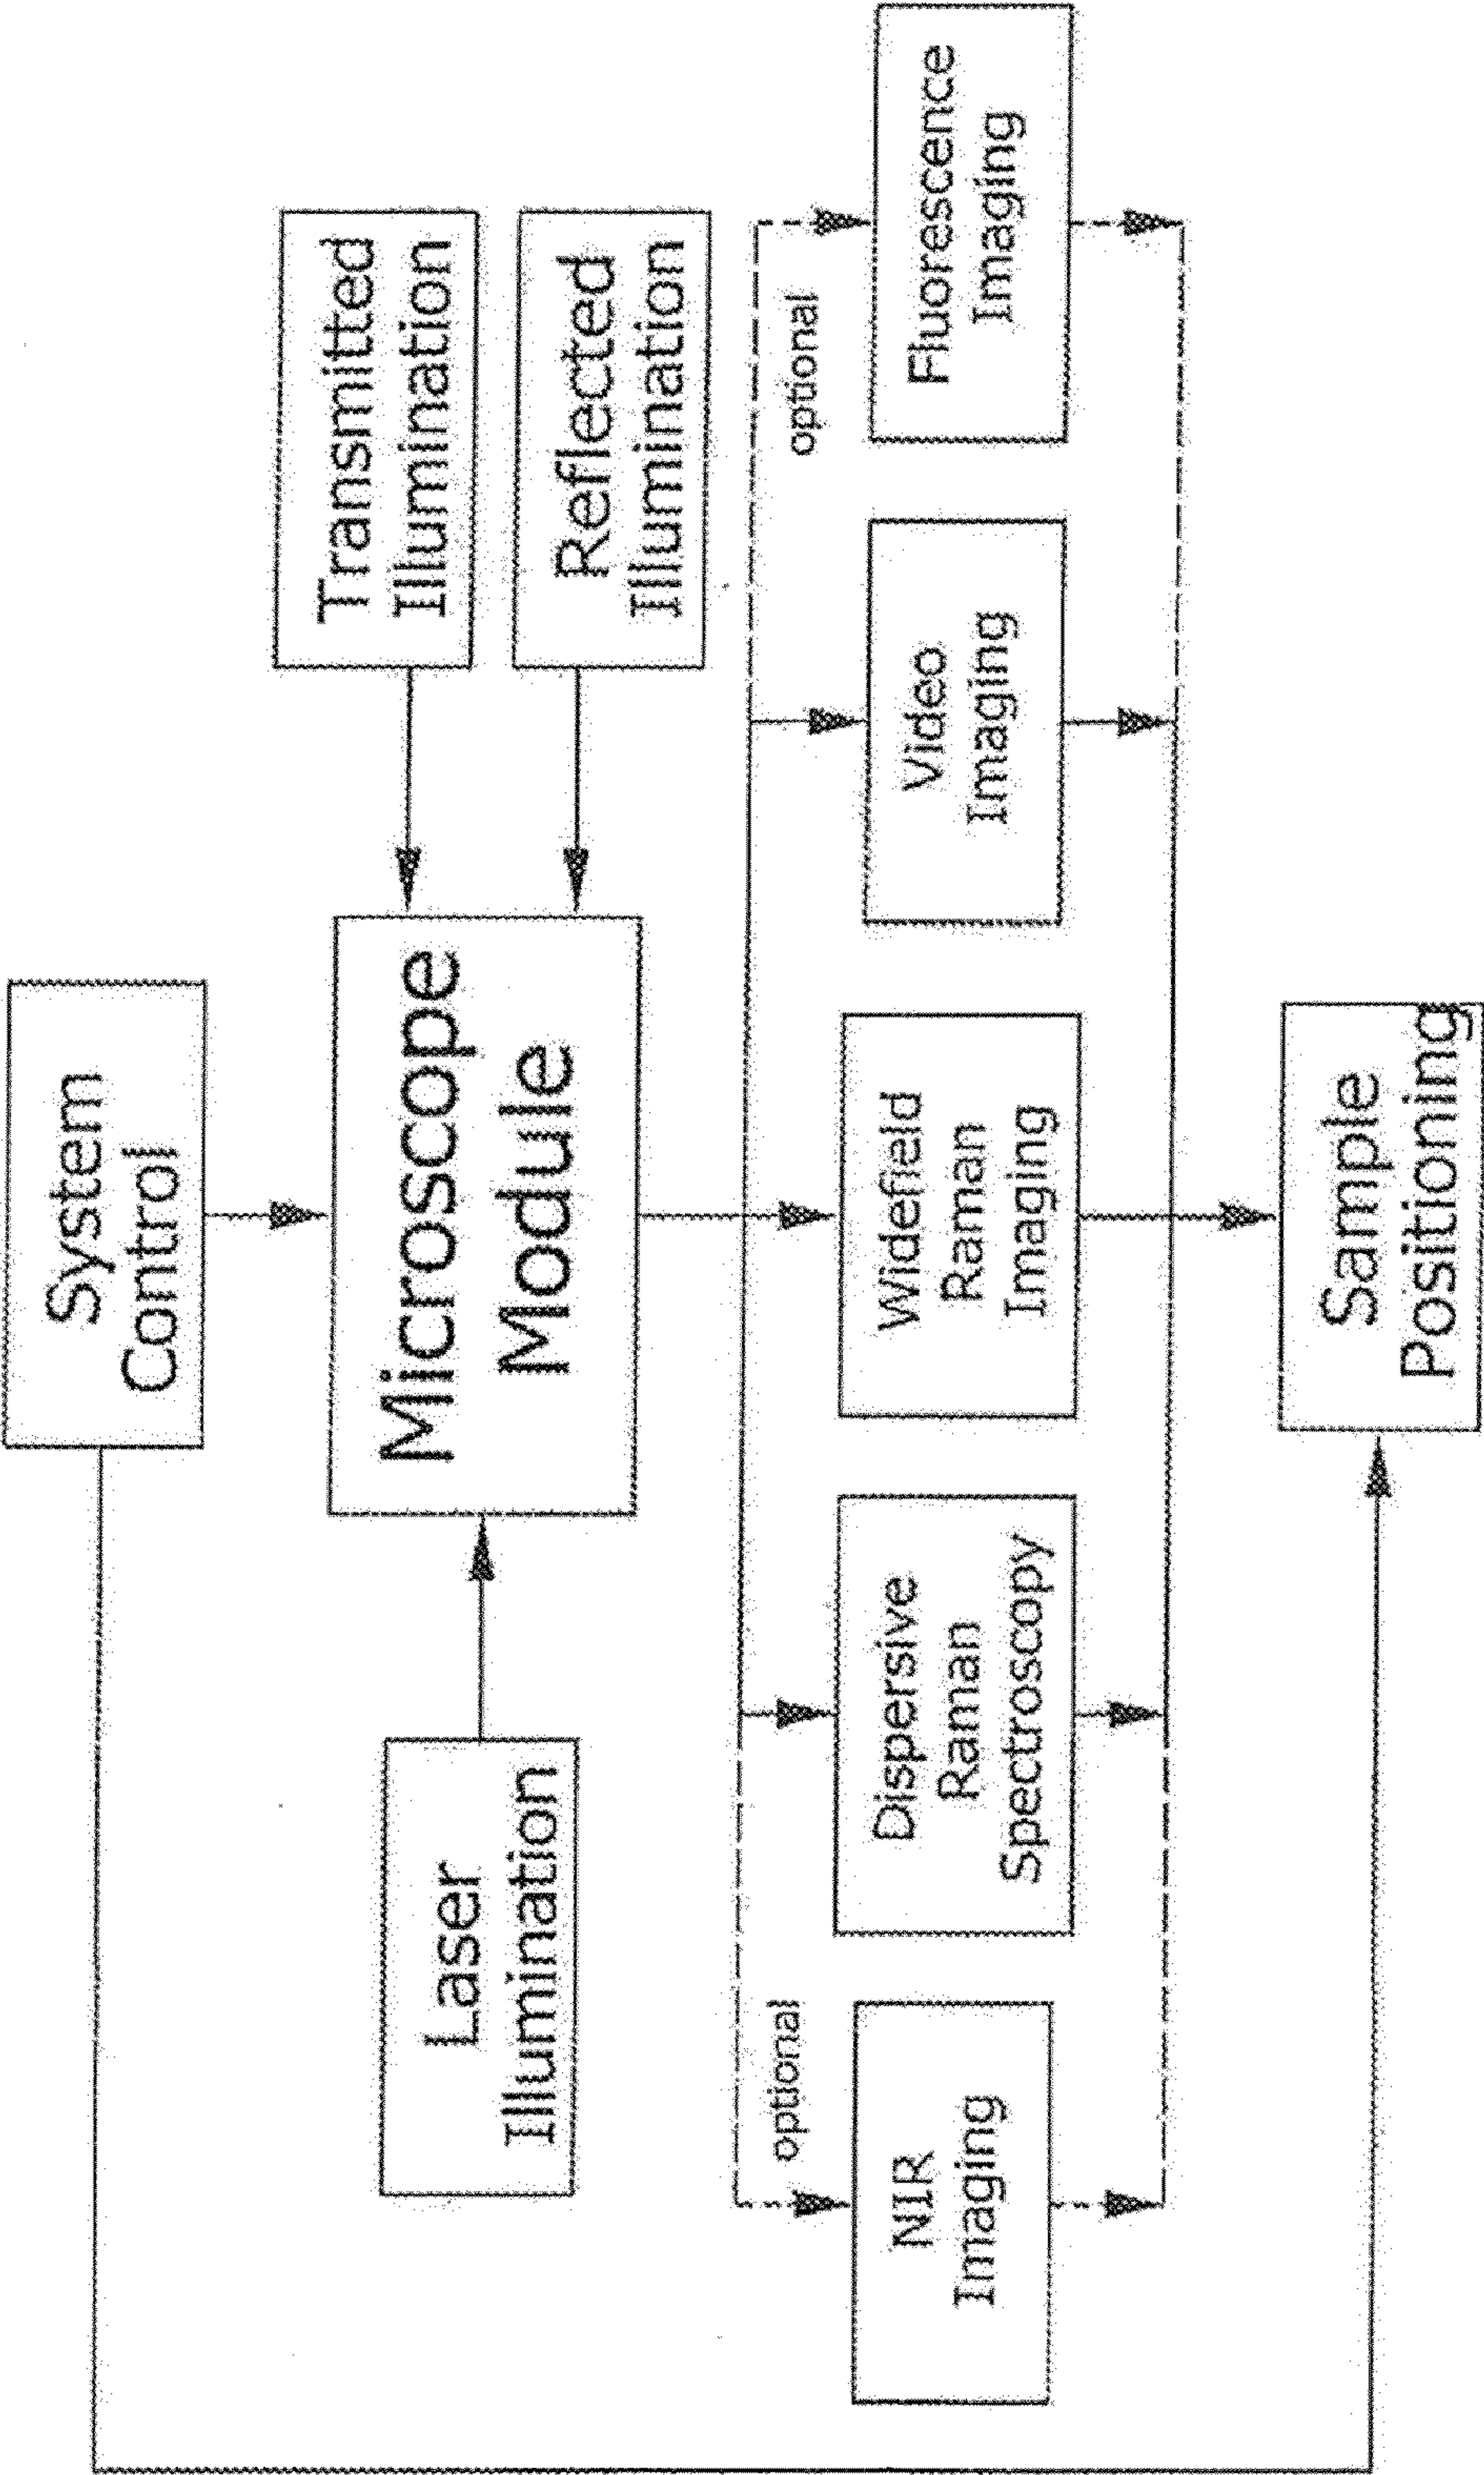 System
Control
Transmitted
Illumination
Reflected
Illumination
Microscope
Module
Laser
Illumination
optional
optional
NIR
Imaging
Dispersive
Raman
Spectroscopy
Widefield
Raman
Imaging
Video
Imaging
Fluorescence
Imaging
Sample
Positioning